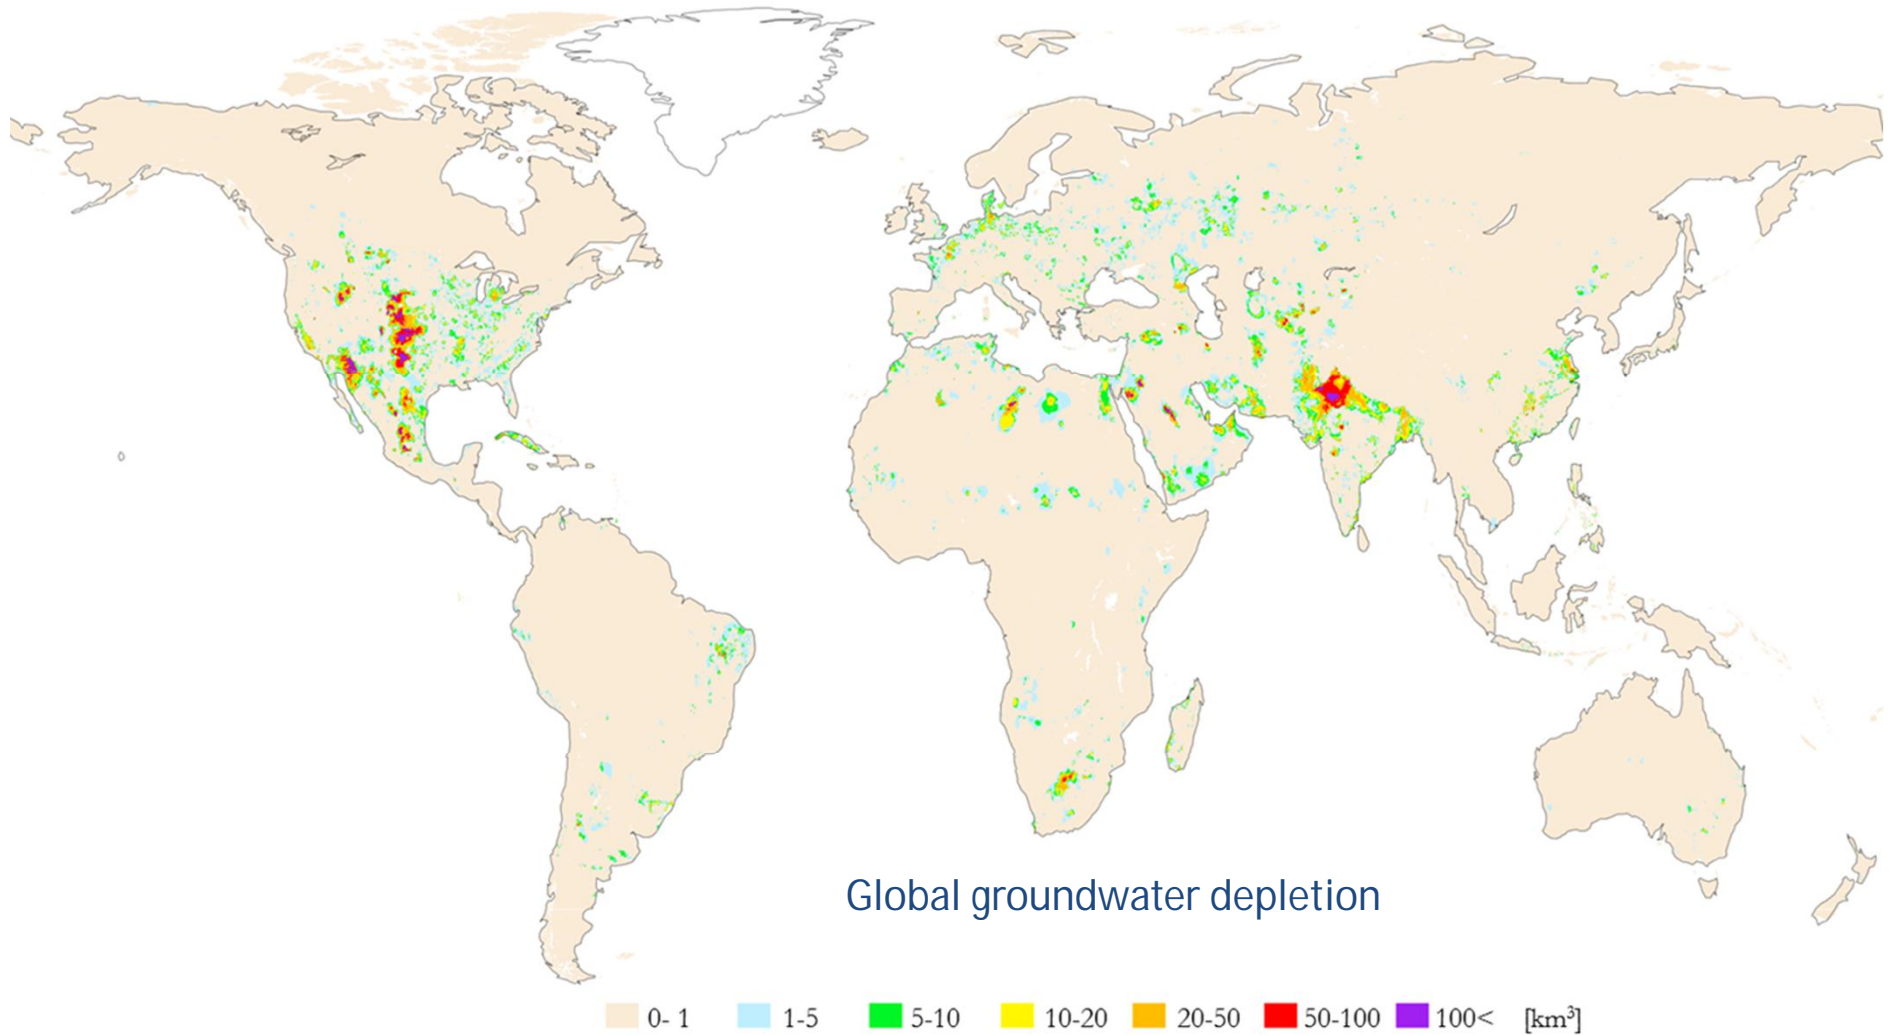 Global groundwater depletion
0- 1 1-5 5-10 10-20 20-50 50-100 100< [km³]